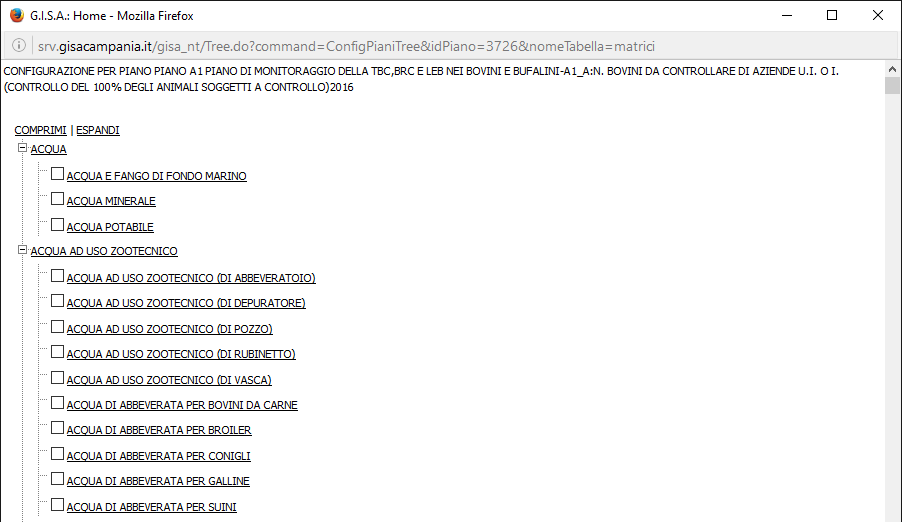 G.I.S.A.: Home - Mozilla Firefox
srv.gisacampania.it/gisa_nt/Tree.do?command=ConfigPianiTree&idPiano=3726&nomeTabella=matrici
CONFIGURAZIONE PER PIANO PIANO A1 PIANO DI MONITORAGGIO DELLA TBC,BRC E LEB NEI BOVINI E BUFALINI-A1_A:N. BOVINI DA CONTROLLARE DI AZIENDE U.I. O I.
(CONTROLLO DEL 100% DEGLI ANIMALI SOGGETTI A CONTROLLO)2016
COMPRIMI | ESPANDI
ACQUA
ACQUA E FANGO DI FONDO MARINO
ACQUA MINERALE
ACQUA POTABILE
ACQUA AD USO ZOOTECNICO
ACQUA AD USO ZOOTECNICO (DI ABBEVERATOIO)
ACQUA AD USO ZOOTECNICO (DI DEPURATORE)
ACQUA AD USO ZOOTECNICO (DI POZZO)
ACQUA AD USO ZOOTECNICO (DI RUBINETTO)
ACQUA AD USO ZOOTECNICO (DI VASCA)
ACQUA DI ABBEVERATA PER BOVINI DA CARNE
ACQUA DI ABBEVERATA PER BROILER
ACQUA DI ABBEVERATA PER CONIGLI
ACQUA DI ABBEVERATA PER GALLINE
ACQUA DI ABBEVERATA PER SUINI